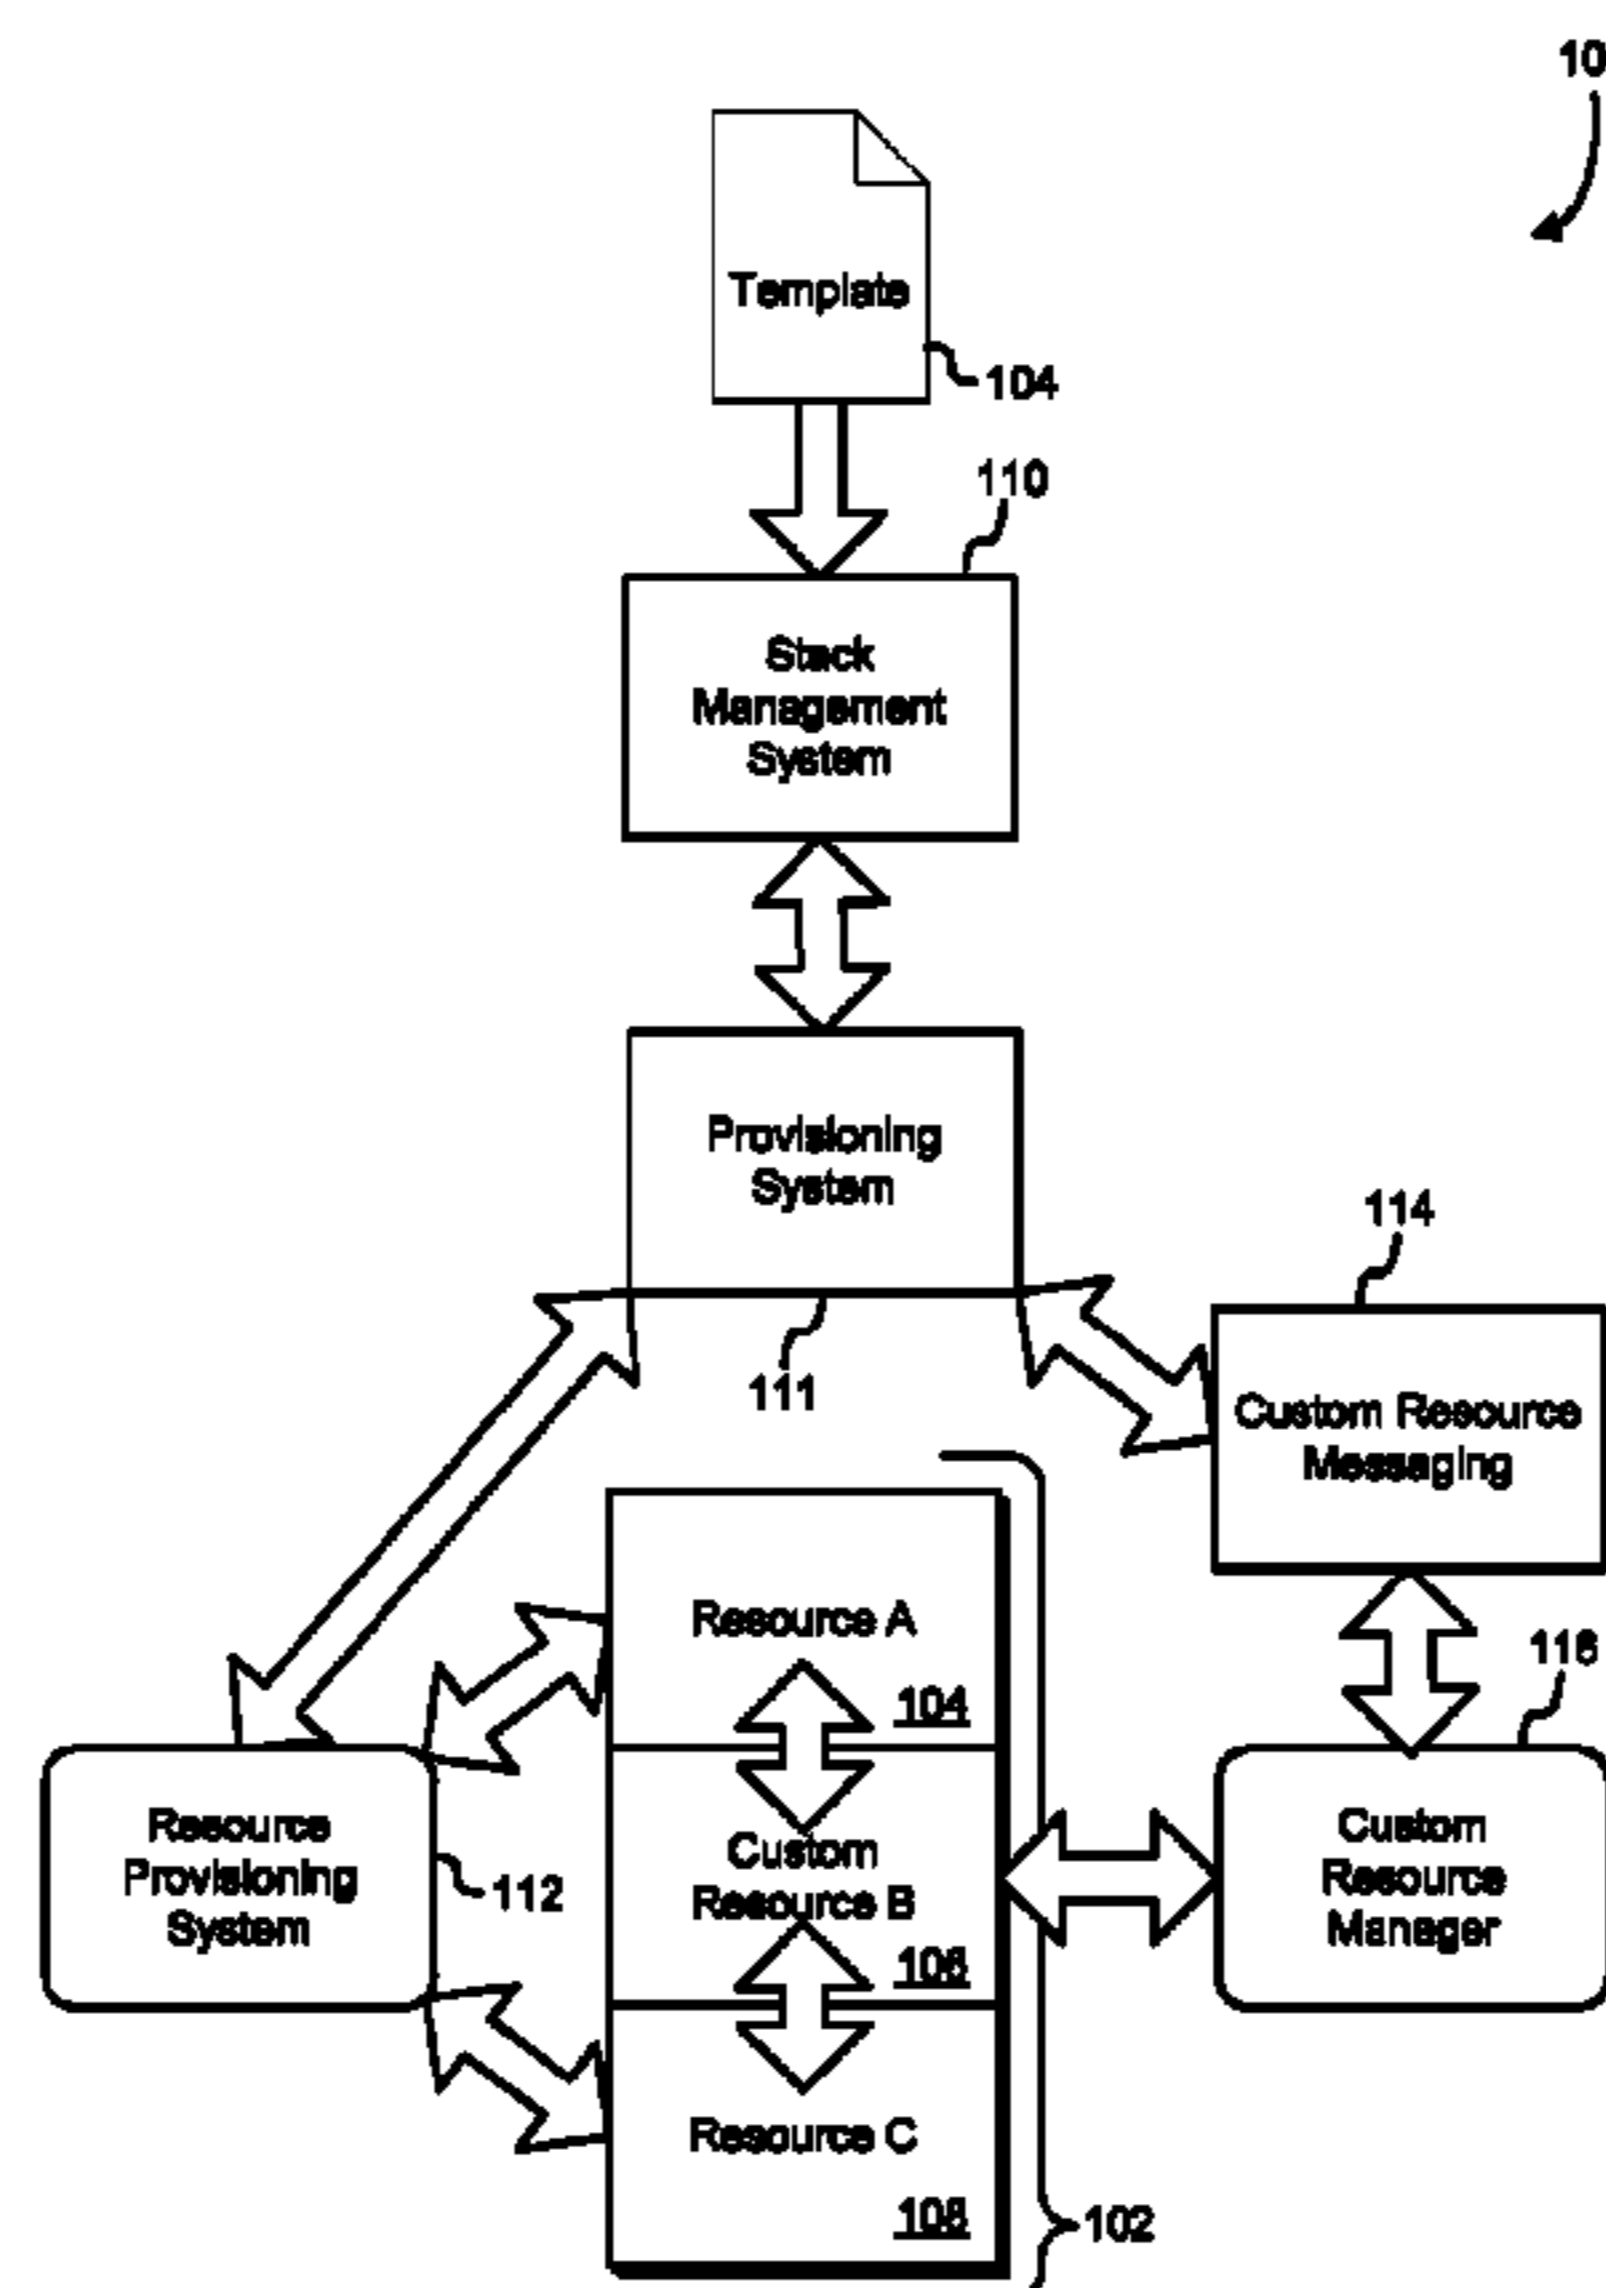 10
Template
104
110
Stack
Management
System
Provisioning
System
111
114
Custom Resource
Messaging
Resource A
104
116
Resource
Provisioning
System
112
Custom
Resource B
106
Custom
Resource
Manager
Resource C
108
102